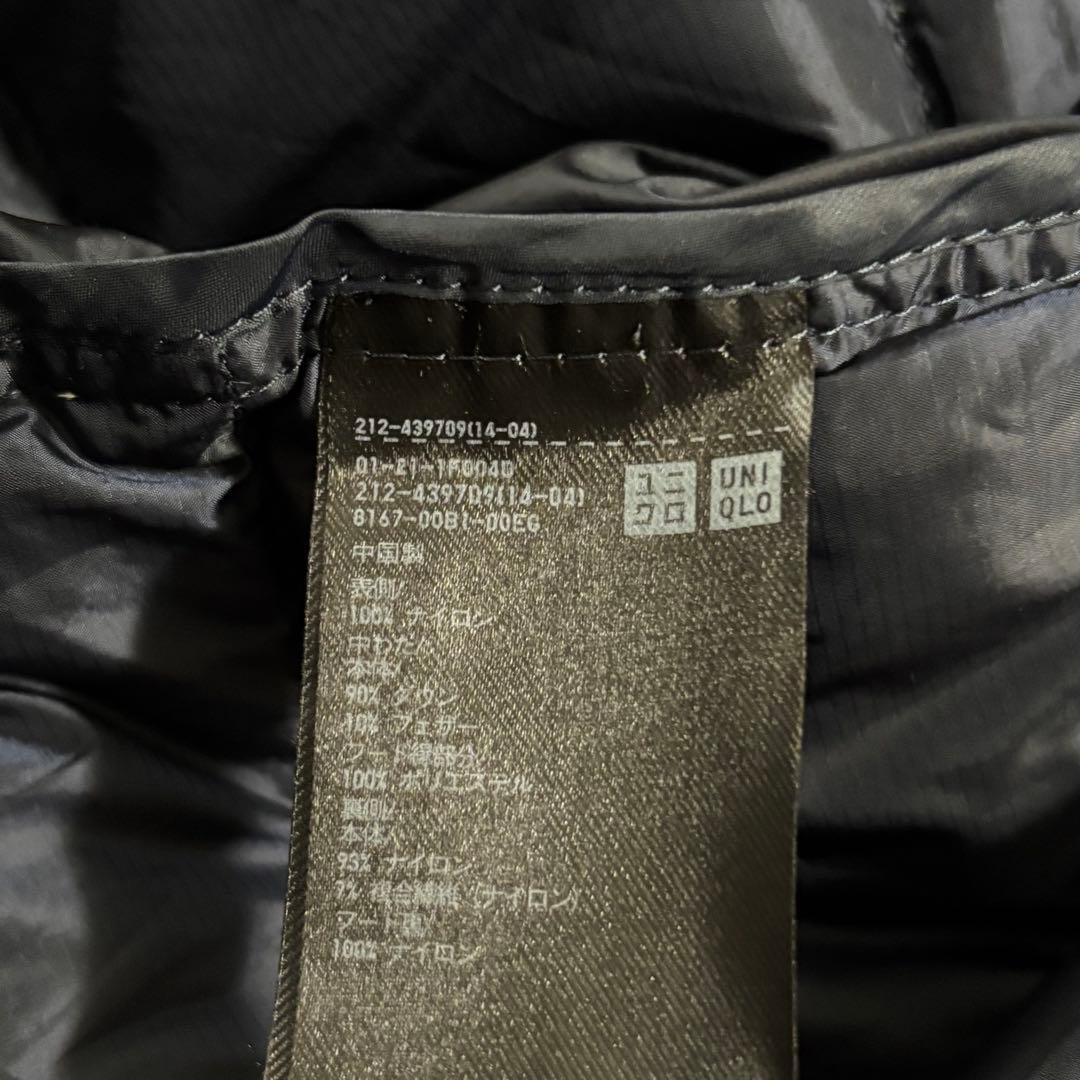 212-439709(14-04)
01-21-1F004D
212-439709(14-04)
8167-00B1-00EG
ユニ
クロ
UNI
QLO
中国製
表側
100% ナイロン
中わた
本体
90% ダウン
10% フェザー
フード縁部分
100% ポリエステル
裏側
本体
93% ナイロン
7% 複合繊維 (ナイロン)
フード裏
100% ナイロン